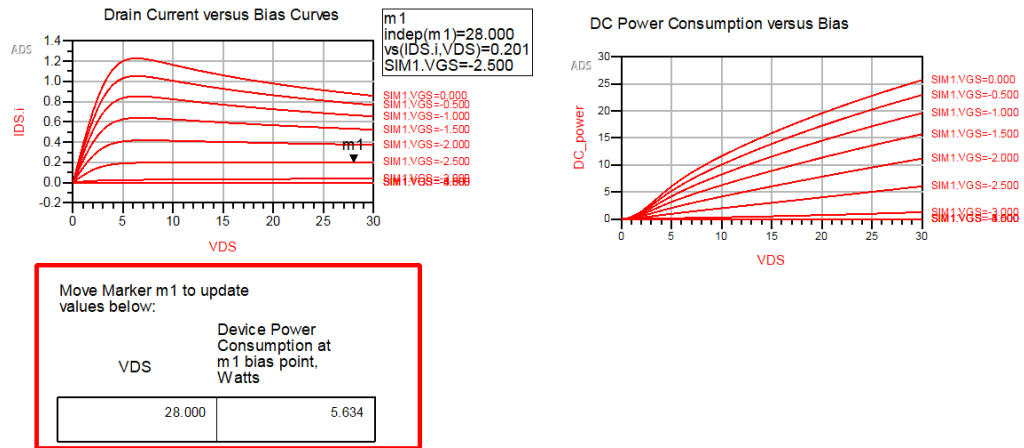 Drain Current versus Bias Curves
ADS
m1
indep(m1)=28.000
vs(IDS.i,VDS)=0.201
SIM1.VGS=-2.500
IDS.i
1.4
1.2
1.0
0.8
0.6
0.4
0.2
0.0
-0.2
m1
SIM1.VGS=0.000
SIM1.VGS=-0.500
SIM1.VGS=-1.000
SIM1.VGS=-1.500
SIM1.VGS=-2.000
SIM1.VGS=-2.500
0 5 10 15 20 25 30
VDS
DC Power Consumption versus Bias
ADS
DC_power
30
25
20
15
10
5
0
SIM1.VGS=0.000
SIM1.VGS=-0.500
SIM1.VGS=-1.000
SIM1.VGS=-1.500
SIM1.VGS=-2.000
SIM1.VGS=-2.500
SIM1.VGS=-3.000
0 5 10 15 20 25 30
VDS
Move Marker m1 to update
values below:
VDS
Device Power
Consumption at
m1 bias point,
Watts
28.000 5.634